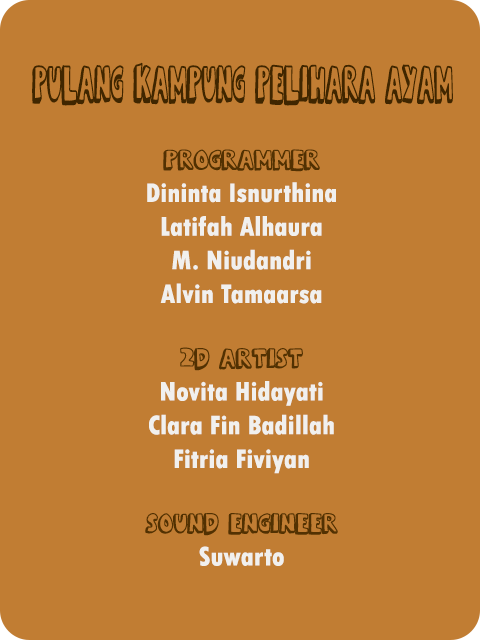 PULANG KAMPUNG PELIHARA AYAM
PROGRAMMER
Dininta Isnurthina
Latifah Alhaura
M. Niudandri
Alvin Tamaarsa
2D ARTIST
Novita Hidayati
Clara Fin Badillah
Fitria Fiviyan
SOUND ENGINEER
Suwarto